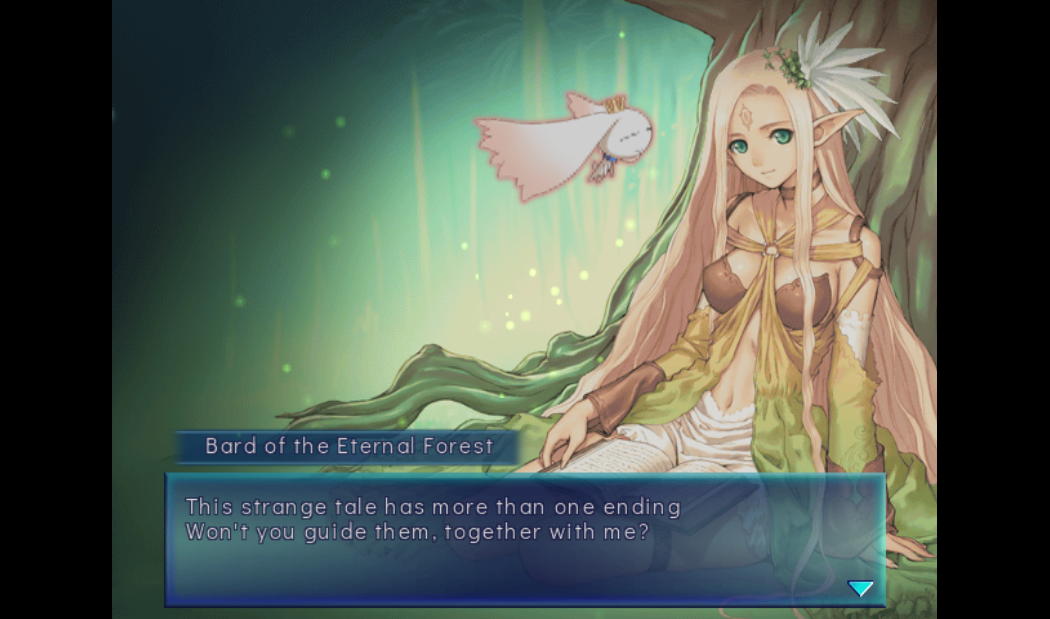 Bard of the Eternal Forest
This strange tale has more than one ending
Won't you guide them, together with me?